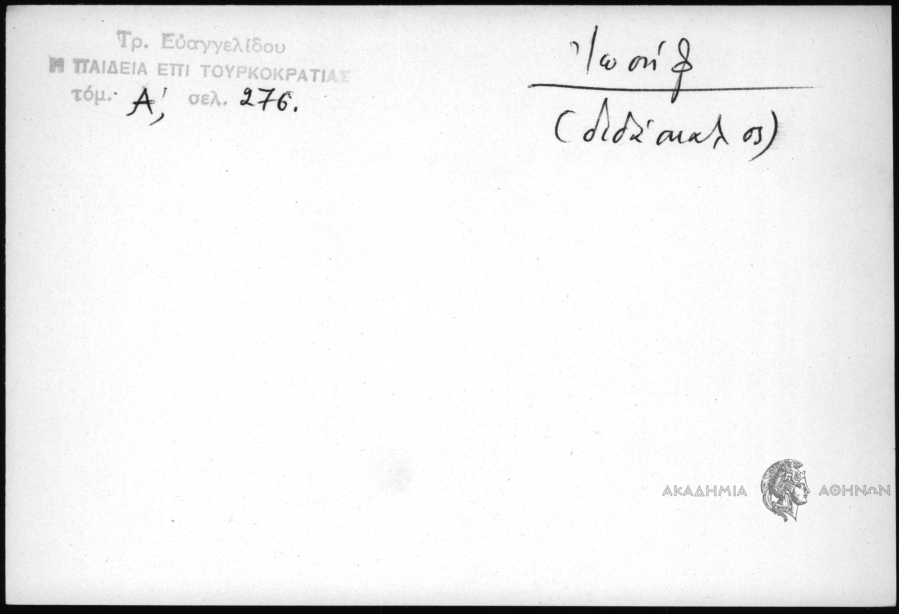 Τρ. Εὐαγγελίδου
Η ΠΑΙΔΕΙΑ ΕΠΙ ΤΟΥΡΚΟΚΡΑΤΙΑΣ
τόμ. Α', σελ. 276.
Ἰωσήφ
(διδάσκαλος)
ΑΚΑΔΗΜΙΑ ΑΘΗΝΩΝ